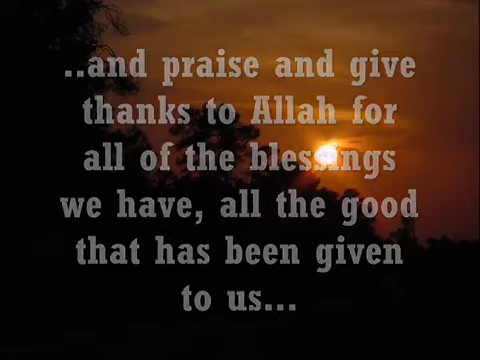 ..and praise and give
thanks to Allah for
all of the blessings
we have, all the good
that has been given
to us...